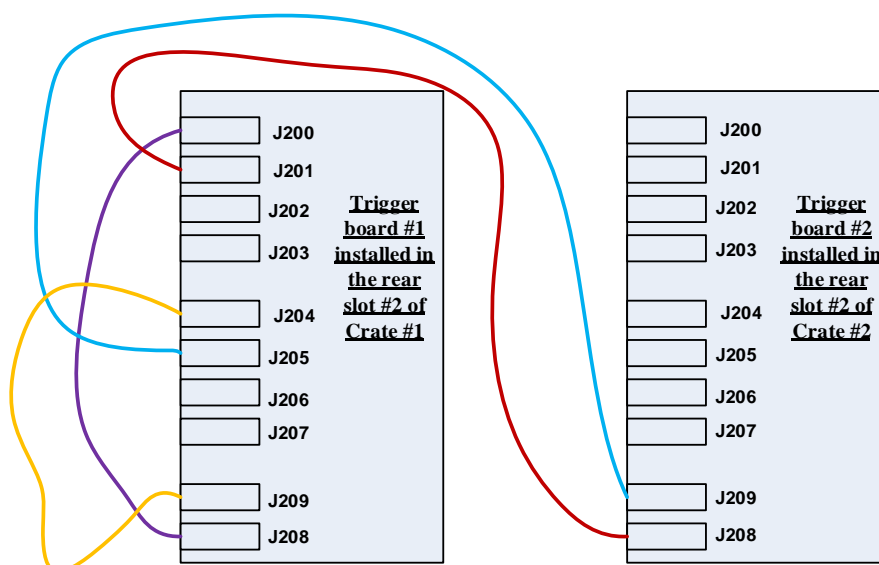 J200
J201
J202
J203
J204
J205
J206
J207
J209
J208
Trigger
board #1
installed in
the rear
slot #2 of
Crate #1
J200
J201
J202
J203
J204
J205
J206
J207
J209
J208
Trigger
board #2
installed in
the rear
slot #2 of
Crate #2